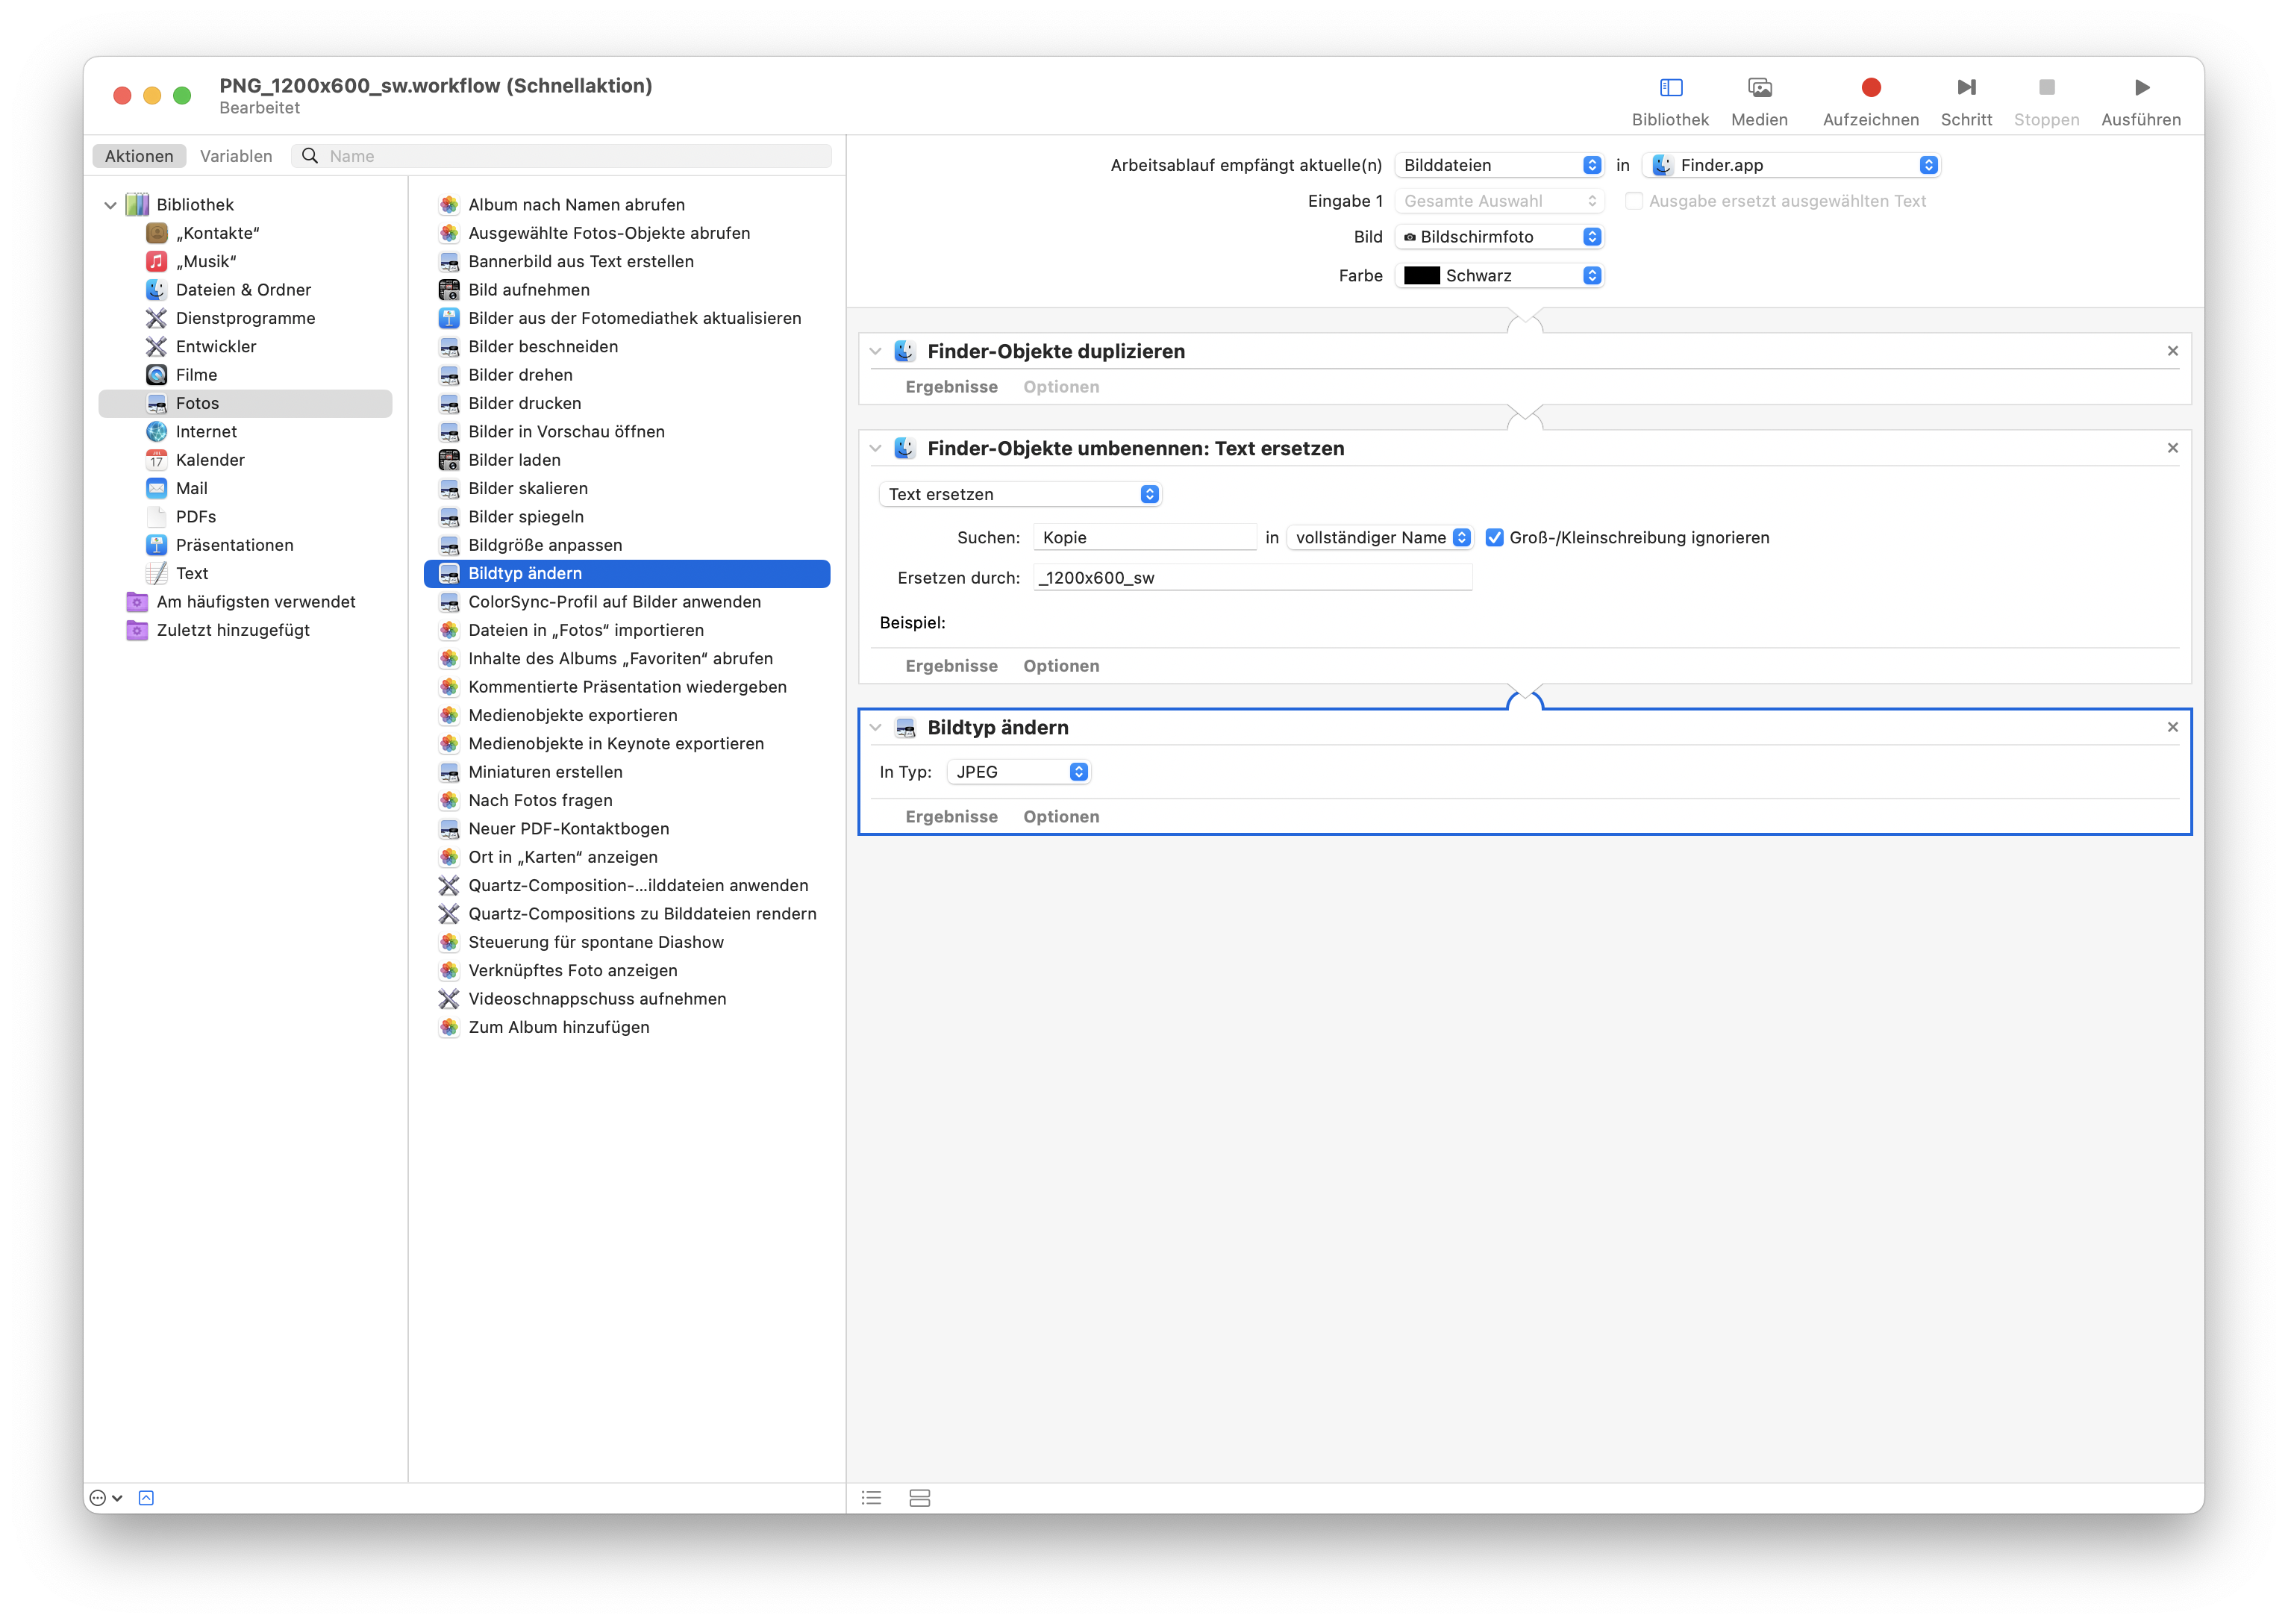 PNG_1200x600_sw.workflow (Schnellaktion)
Bearbeitet
Bibliothek
Medien
Aufzeichnen
Schritt
Stoppen
Ausführen
Aktionen
Variablen
Name
Bibliothek
„Kontakte“
„Musik“
Dateien & Ordner
Dienstprogramme
Entwickler
Filme
Fotos
Internet
Kalender
Mail
PDFs
Präsentationen
Text
Am häufigsten verwendet
Zuletzt hinzugefügt
Album nach Namen abrufen
Ausgewählte Fotos-Objekte abrufen
Bannerbild aus Text erstellen
Bild aufnehmen
Bilder aus der Fotomediathek aktualisieren
Bilder beschneiden
Bilder drehen
Bilder drucken
Bilder in Vorschau öffnen
Bilder laden
Bilder skalieren
Bilder spiegeln
Bildgröße anpassen
Bildtyp ändern
ColorSync-Profil auf Bilder anwenden
Dateien in „Fotos“ importieren
Inhalte des Albums „Favoriten“ abrufen
Kommentierte Präsentation wiedergeben
Medienobjekte exportieren
Medienobjekte in Keynote exportieren
Miniaturen erstellen
Nach Fotos fragen
Neuer PDF-Kontaktbogen
Ort in „Karten“ anzeigen
Quartz-Composition-...ilddateien anwenden
Quartz-Compositions zu Bilddateien rendern
Steuerung für spontane Diashow
Verknüpftes Foto anzeigen
Videoschnappschuss aufnehmen
Zum Album hinzufügen
Arbeitsablauf empfängt aktuelle(n) Bilddateien in Finder.app
Eingabe 1 Gesamte Auswahl Ausgabe ersetzt ausgewählten Text
Bild Bildschirmfoto
Farbe Schwarz
Finder-Objekte duplizieren
Ergebnisse Optionen
Finder-Objekte umbenennen: Text ersetzen
Text ersetzen
Suchen: Kopie in vollständiger Name Groß-/Kleinschreibung ignorieren
Ersetzen durch: _1200x600_sw
Beispiel:
Ergebnisse Optionen
Bildtyp ändern
In Typ: JPEG
Ergebnisse Optionen